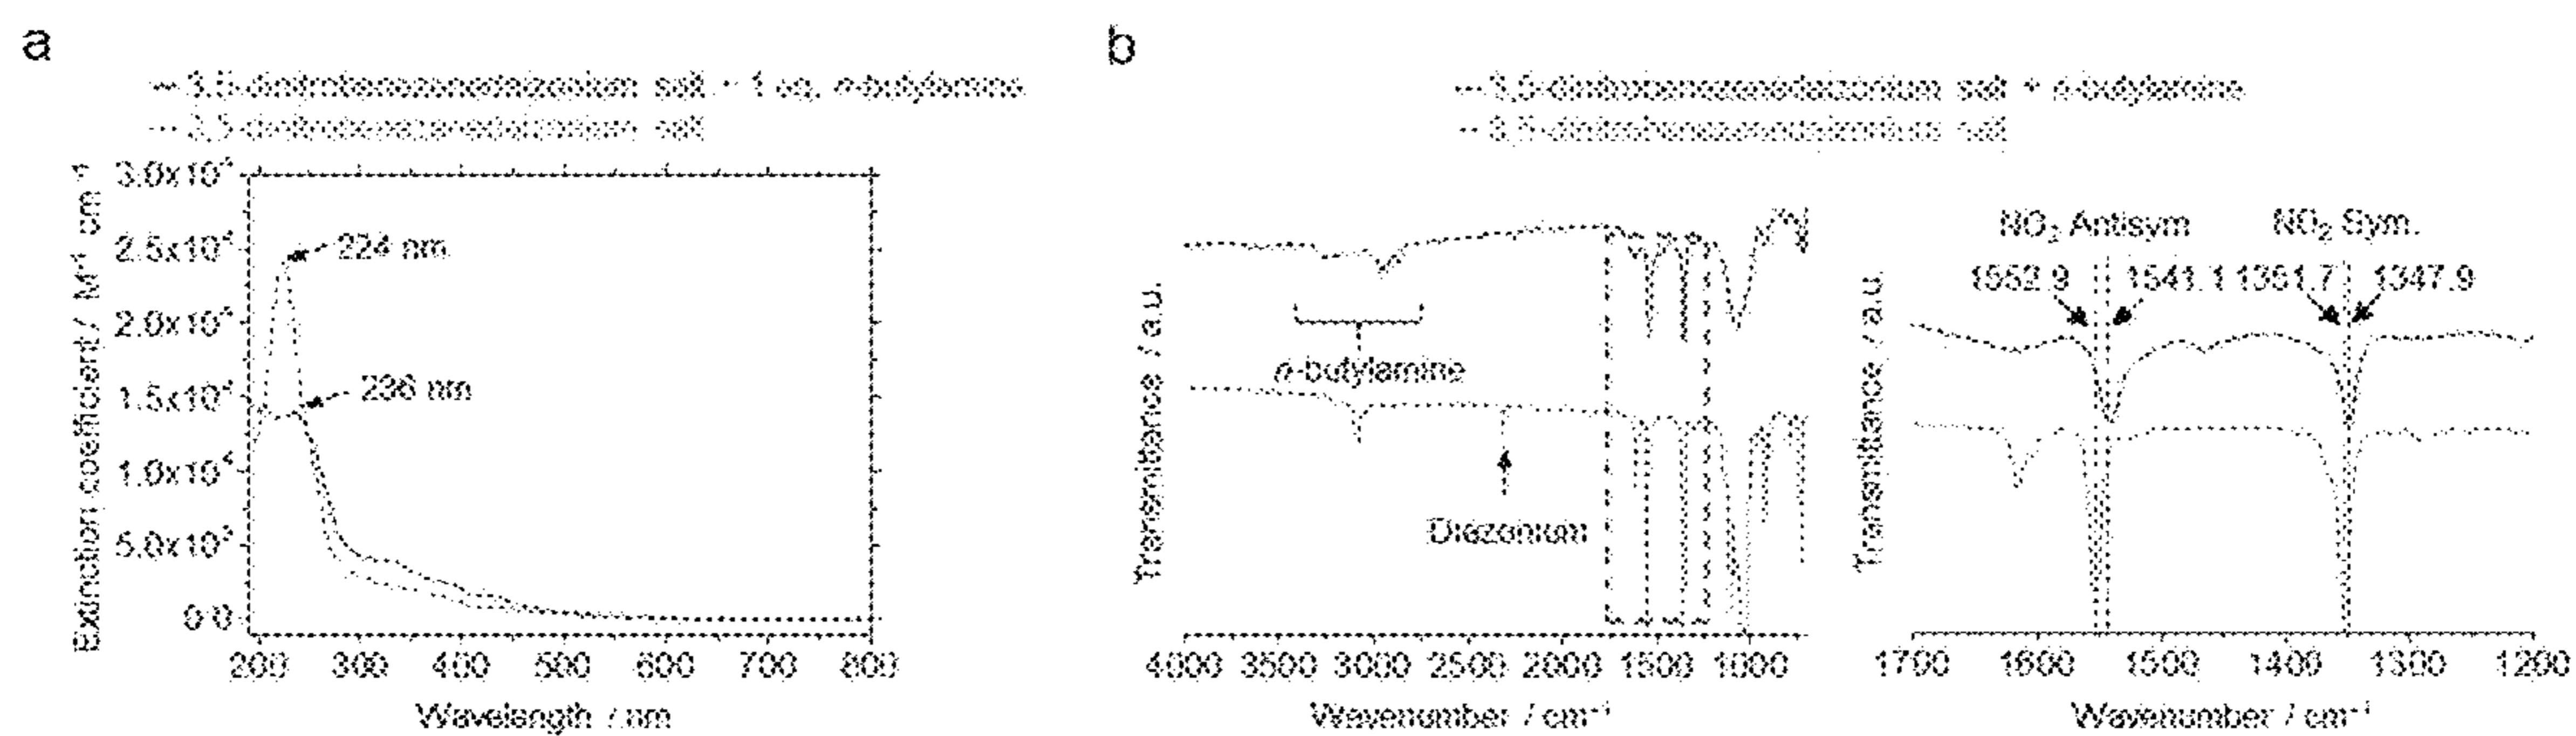 a
3,5-dinitrobenzenediazonium salt + 1 eq. n-butylamine
3,5-dinitrobenzenediazonium salt
Extinction coefficient / M⁻¹ cm⁻¹
3.0x10⁴
2.5x10⁴
2.0x10⁴
1.5x10⁴
1.0x10⁴
5.0x10³
0.0
224 nm
236 nm
200 300 400 500 600 700 800
Wavelength / nm
b
3,5-dinitrobenzenediazonium salt + n-butylamine
3,5-dinitrobenzenediazonium salt
Transmittance / a.u.
n-butylamine
Diazonium
4000 3500 3000 2500 2000 1500 1000
Wavenumber / cm⁻¹
Transmittance / a.u.
NO₂ Antisym
NO₂ Sym.
1552.9
1541.1
1351.7
1347.9
1700 1600 1500 1400 1300 1200
Wavenumber / cm⁻¹